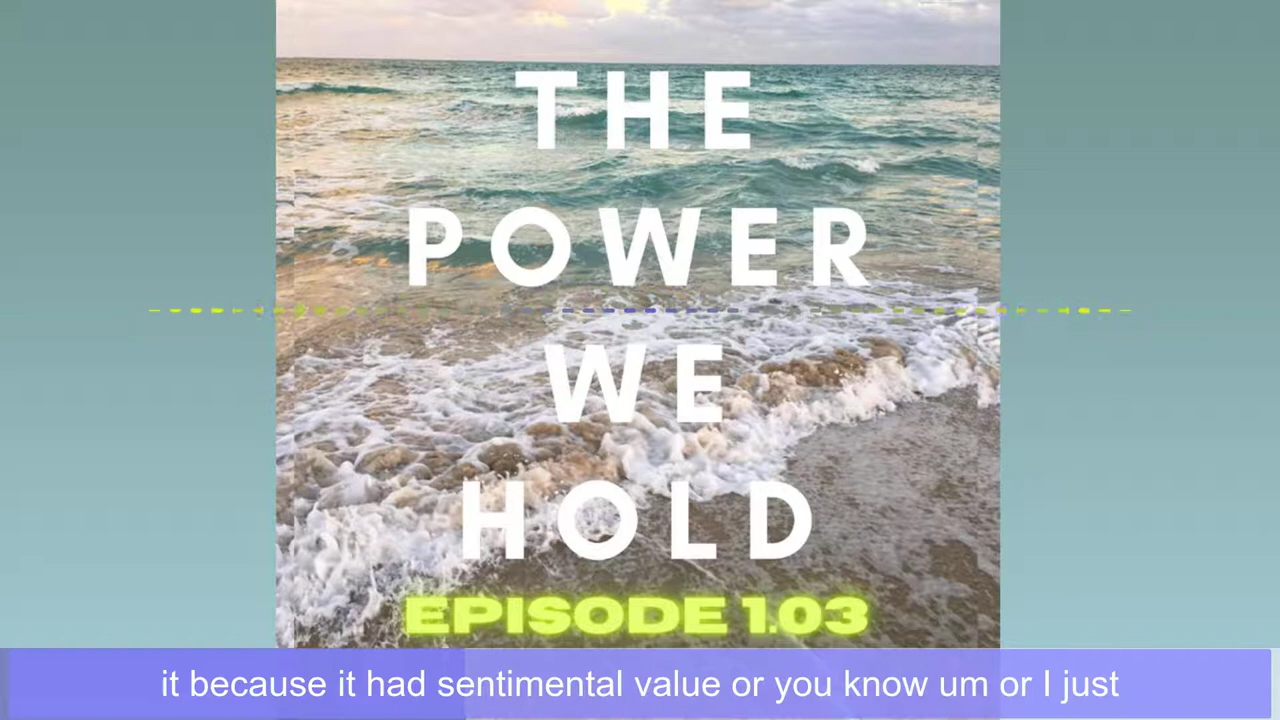 THE
POWER
WE
HOLD
EPISODE 1.03
it because it had sentimental value or you know um or I just